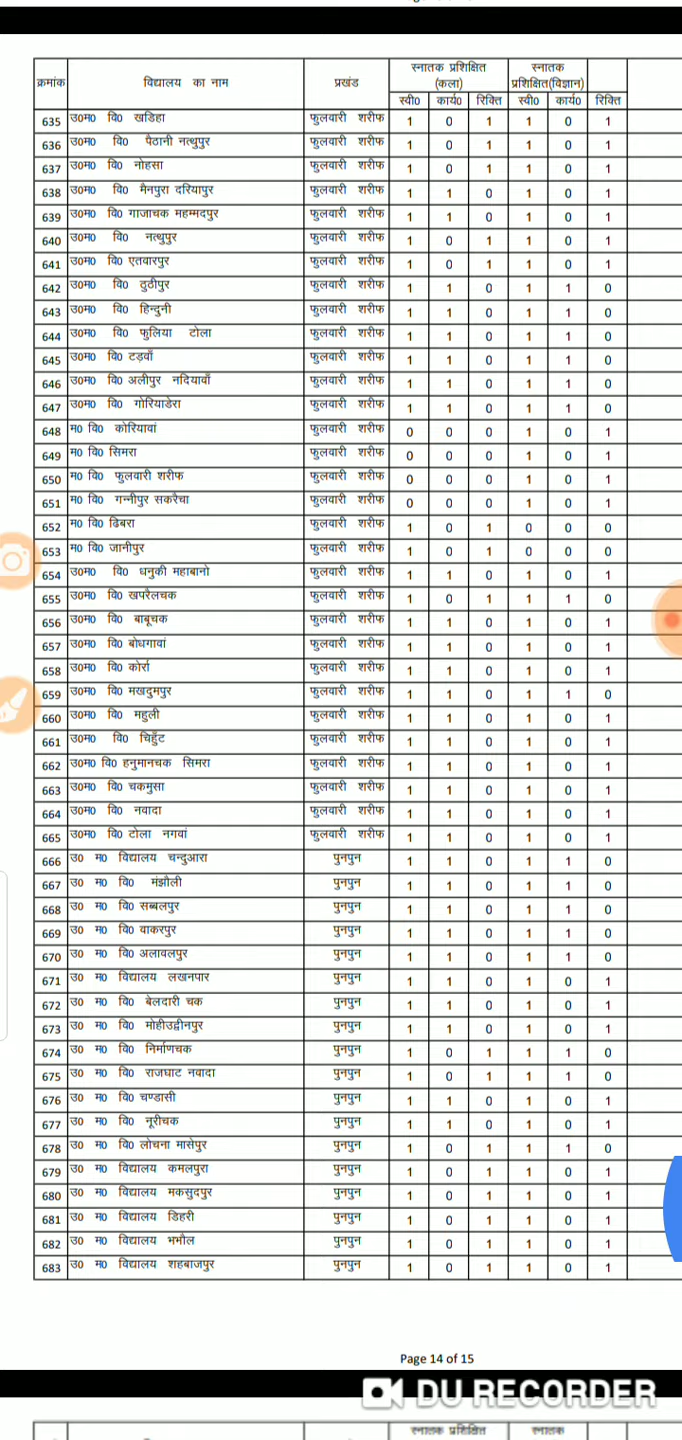 स्नातक प्रशिक्षित स्नातक
क्रमांक विद्यालय का नाम प्रखंड (कला) प्रशिक्षित(विज्ञान)
स्वी0 कार्य0 रिक्ति स्वी0 कार्य0 रिक्ति
635 उ0म0 वि0 खडिहा फुलवारी शरीफ 1 0 1 1 0 1
636 उ0म0 वि0 पैठानी नत्थुपुर फुलवारी शरीफ 1 0 1 1 0 1
637 उ0म0 वि0 नोहसा फुलवारी शरीफ 1 0 1 1 0 1
638 उ0म0 वि0 मैनपुरा दरियापुर फुलवारी शरीफ 1 1 0 1 0 1
639 उ0म0 वि0 गाजाचक महम्मदपुर फुलवारी शरीफ 1 1 0 1 0 1
640 उ0म0 वि0 नत्थुपुर फुलवारी शरीफ 1 0 1 1 0 1
641 उ0म0 वि0 एतवारपुर फुलवारी शरीफ 1 0 1 1 0 1
642 उ0म0 वि0 ठुठीपुर फुलवारी शरीफ 1 1 0 1 1 0
643 उ0म0 वि0 हिन्दुनी फुलवारी शरीफ 1 1 0 1 1 0
644 उ0म0 वि0 फुलिया टोला फुलवारी शरीफ 1 1 0 1 1 0
645 उ0म0 वि0 टडवाँ फुलवारी शरीफ 1 1 0 1 1 0
646 उ0म0 वि0 अलीपुर नदियावाँ फुलवारी शरीफ 1 1 0 1 1 0
647 उ0म0 वि0 गोरियाडेरा फुलवारी शरीफ 1 1 0 1 1 0
648 म0 वि0 कोरियावां फुलवारी शरीफ 0 0 0 1 0 1
649 म0 वि0 सिमरा फुलवारी शरीफ 0 0 0 1 0 1
650 म0 वि0 फुलवारी शरीफ फुलवारी शरीफ 0 0 0 1 0 1
651 म0 वि0 गन्नीपुर सकरैचा फुलवारी शरीफ 0 0 0 1 0 1
652 म0 वि0 ढिबरा फुलवारी शरीफ 1 0 1 0 0 0
653 म0 वि0 जानीपुर फुलवारी शरीफ 1 0 1 0 0 0
654 उ0म0 वि0 धनुकी महाबानो फुलवारी शरीफ 1 1 0 1 0 1
655 उ0म0 वि0 खपरैलचक फुलवारी शरीफ 1 0 1 1 1 0
656 उ0म0 वि0 बाबूचक फुलवारी शरीफ 1 1 0 1 0 1
657 उ0म0 वि0 बोधगावां फुलवारी शरीफ 1 1 0 1 0 1
658 उ0म0 वि0 कोर्रा फुलवारी शरीफ 1 1 0 1 0 1
659 उ0म0 वि0 मखदुमपुर फुलवारी शरीफ 1 1 0 1 1 0
660 उ0म0 वि0 महुली फुलवारी शरीफ 1 1 0 1 0 1
661 उ0म0 वि0 चिहुँट फुलवारी शरीफ 1 1 0 1 0 1
662 उ0म0 वि0 हनुमानचक सिमरा फुलवारी शरीफ 1 1 0 1 0 1
663 उ0म0 वि0 चकमुसा फुलवारी शरीफ 1 1 0 1 0 1
664 उ0म0 वि0 नवादा फुलवारी शरीफ 1 1 0 1 0 1
665 उ0म0 वि0 टोला नगवां फुलवारी शरीफ 1 1 0 1 0 1
666 उ0 म0 विद्यालय चन्दुआरा पुनपुन 1 1 0 1 1 0
667 उ0 म0 वि0 मंझौली पुनपुन 1 1 0 1 1 0
668 उ0 म0 वि0 सब्बलपुर पुनपुन 1 1 0 1 1 0
669 उ0 म0 वि0 वाकरपुर पुनपुन 1 1 0 1 1 0
670 उ0 म0 वि0 अलावलपुर पुनपुन 1 1 0 1 1 0
671 उ0 म0 विद्यालय लखनपार पुनपुन 1 1 0 1 0 1
672 उ0 म0 वि0 बेलदारी चक पुनपुन 1 1 0 1 0 1
673 उ0 म0 वि0 मोहीउद्दीनपुर पुनपुन 1 1 0 1 0 1
674 उ0 म0 वि0 निर्माणचक पुनपुन 1 0 1 1 1 0
675 उ0 म0 वि0 राजघाट नवादा पुनपुन 1 0 1 1 1 0
676 उ0 म0 वि0 चण्डासी पुनपुन 1 1 0 1 0 1
677 उ0 म0 वि0 नूरीचक पुनपुन 1 1 0 1 0 1
678 उ0 म0 वि0 लोचना मासेपुर पुनपुन 1 0 1 1 1 0
679 उ0 म0 विद्यालय कमलपुरा पुनपुन 1 0 1 1 0 1
680 उ0 म0 विद्यालय मकसुदपुर पुनपुन 1 0 1 1 0 1
681 उ0 म0 विद्यालय डिहरी पुनपुन 1 0 1 1 0 1
682 उ0 म0 विद्यालय भभौल पुनपुन 1 0 1 1 0 1
683 उ0 म0 विद्यालय शहबाजपुर पुनपुन 1 0 1 1 0 1
Page 14 of 15
DU RECORDER
स्नातक प्रशिक्षित स्नातक